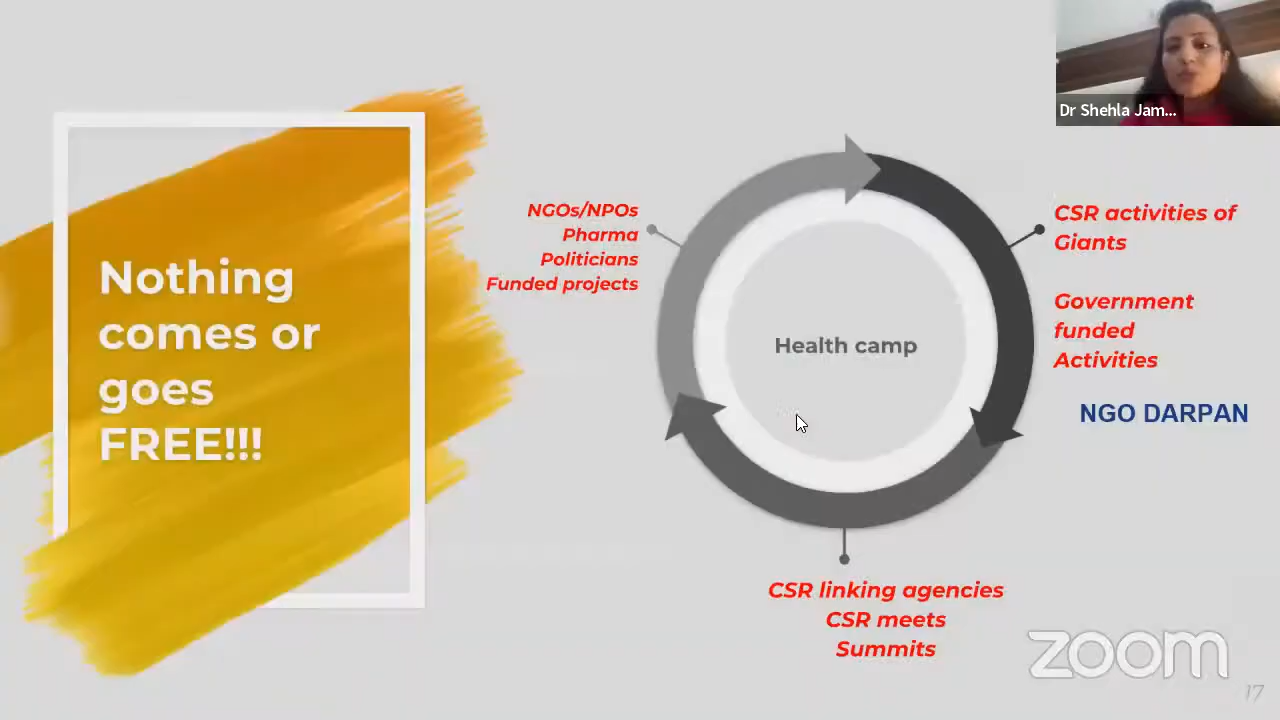 Dr Shehla Jam...
Nothing
comes or
goes
FREE!!!
NGOs/NPOs
Pharma
Politicians
Funded projects
Health camp
CSR activities of
Giants
Government
funded
Activities
NGO DARPAN
CSR linking agencies
CSR meets
Summits
zoom
17